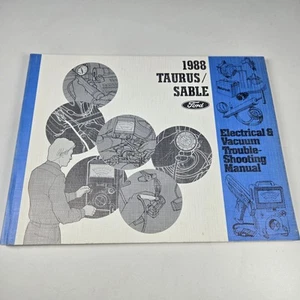 1988
TAURUS/
SABLE
Ford
Electrical &
Vacuum
Trouble-
Shooting
Manual